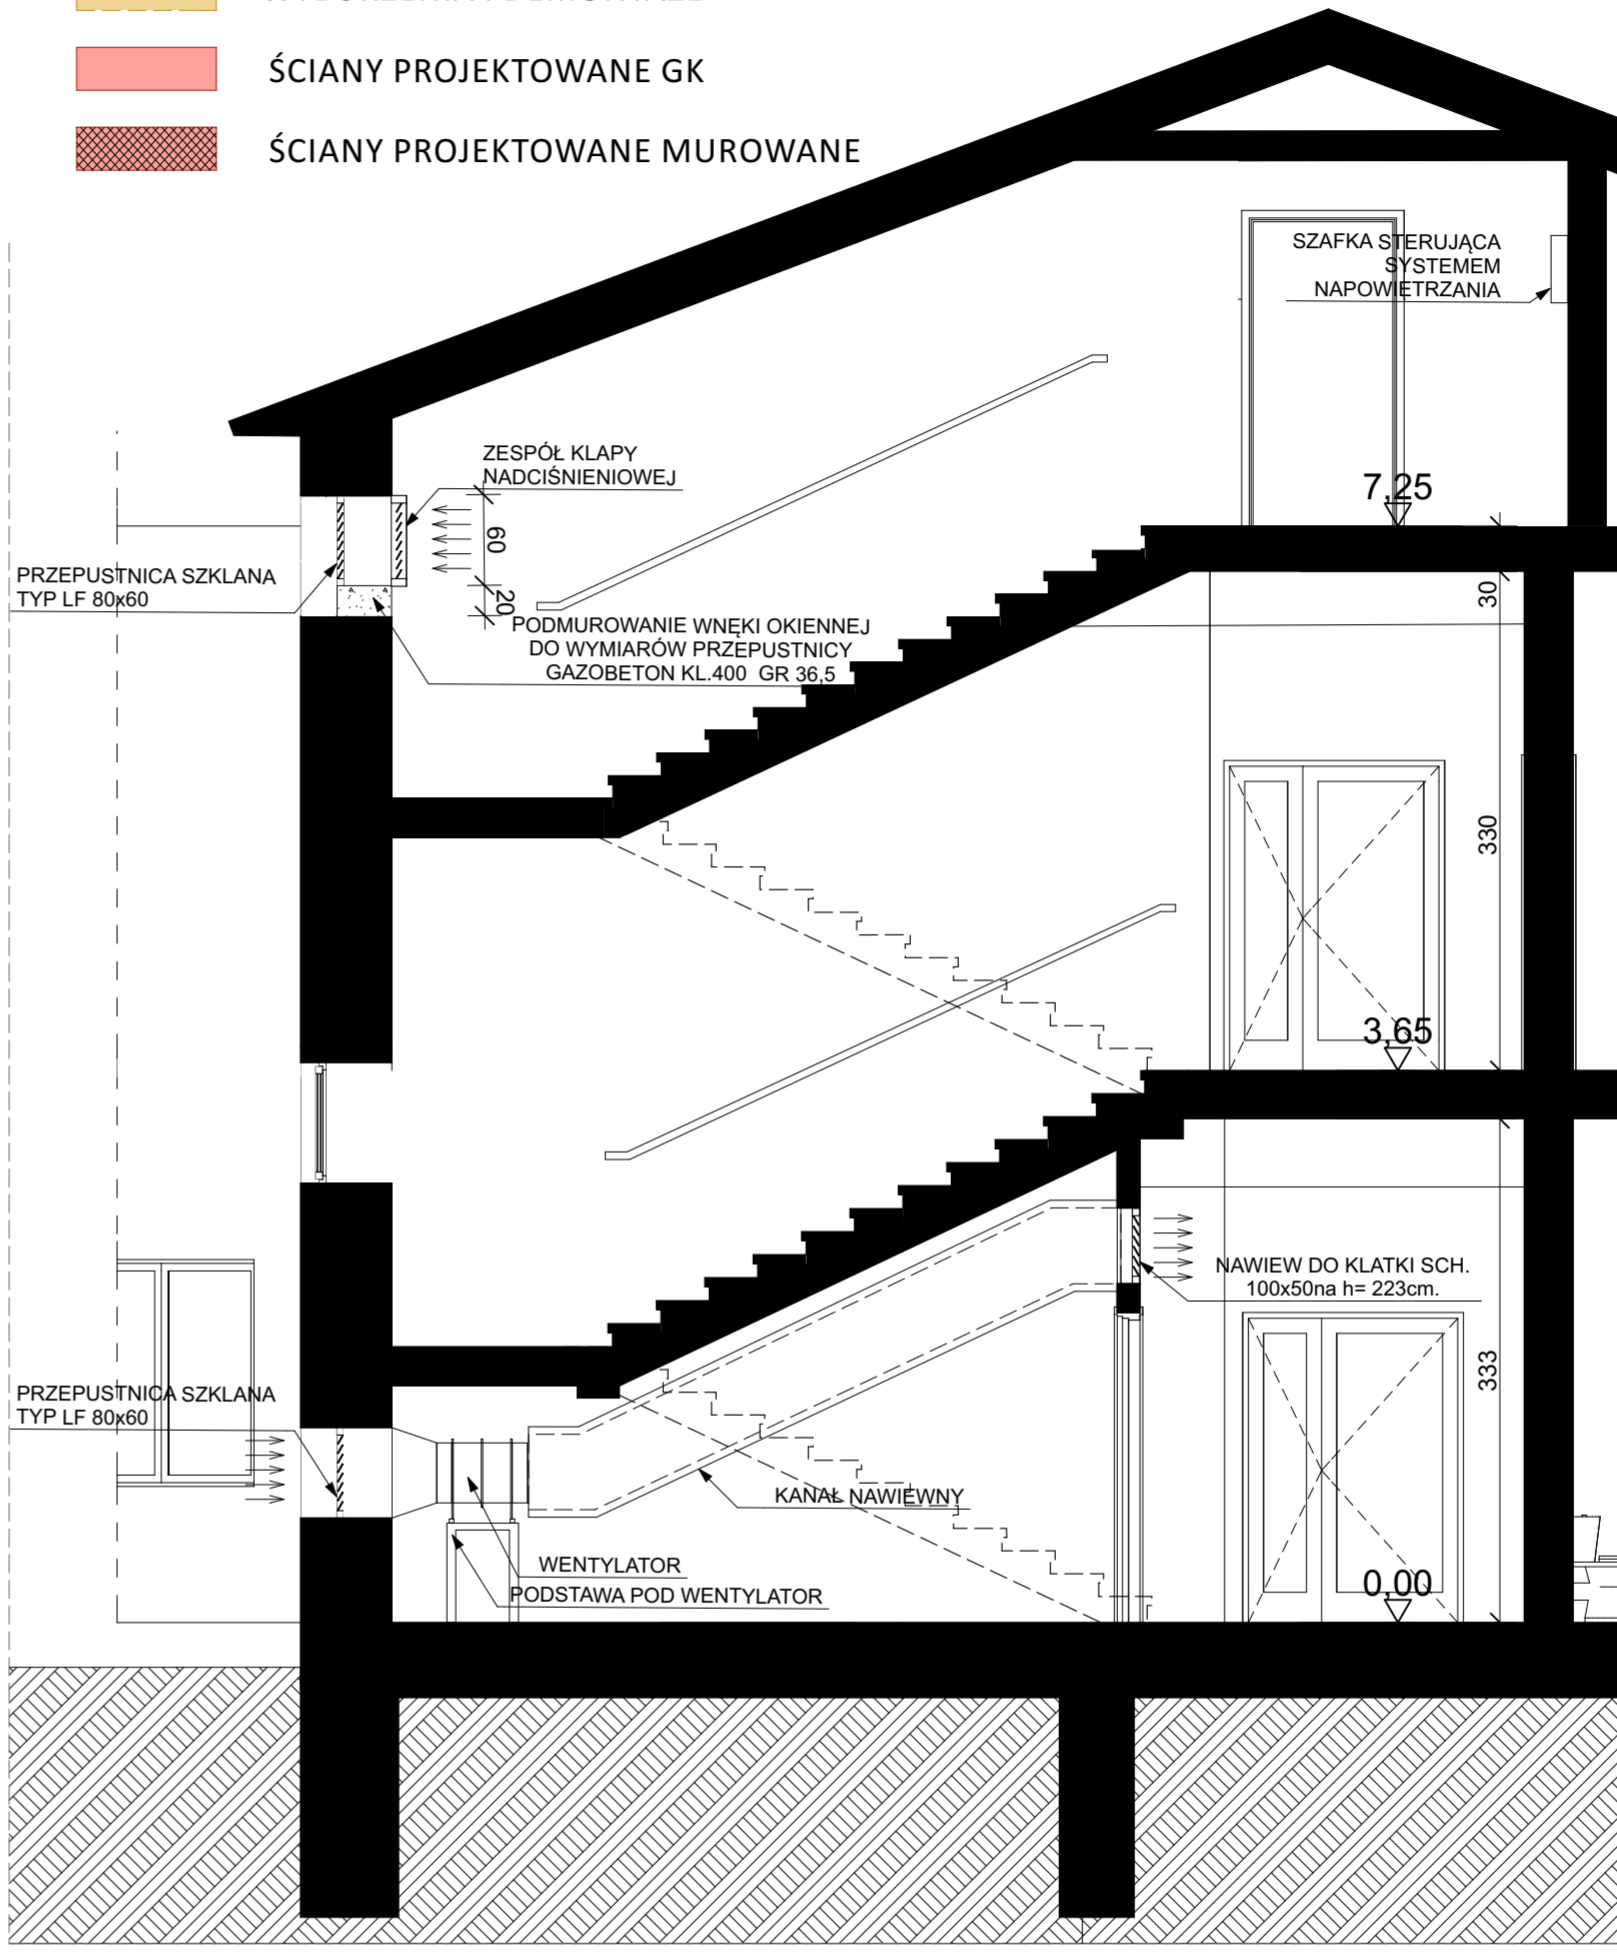 ŚCIANY PROJEKTOWANE GK
ŚCIANY PROJEKTOWANE MUROWANE
SZAFKA STERUJĄCA
SYSTEMEM
NAPOWIETRZANIA
ZESPÓŁ KLAPY
NADCIŚNIENIOWEJ
7,25
60
20
30
PRZEPUSTNICA SZKLANA
TYP LF 80x60
PODMUROWANIE WNĘKI OKIENNEJ
DO WYMIARÓW PRZEPUSTNICY
GAZOBETON KL.400 GR 36,5
330
3,65
NAWIEW DO KLATKI SCH.
100x50na h= 223cm.
333
PRZEPUSTNICA SZKLANA
TYP LF 80x60
KANAŁ NAWIEWNY
WENTYLATOR
PODSTAWA POD WENTYLATOR
0,00